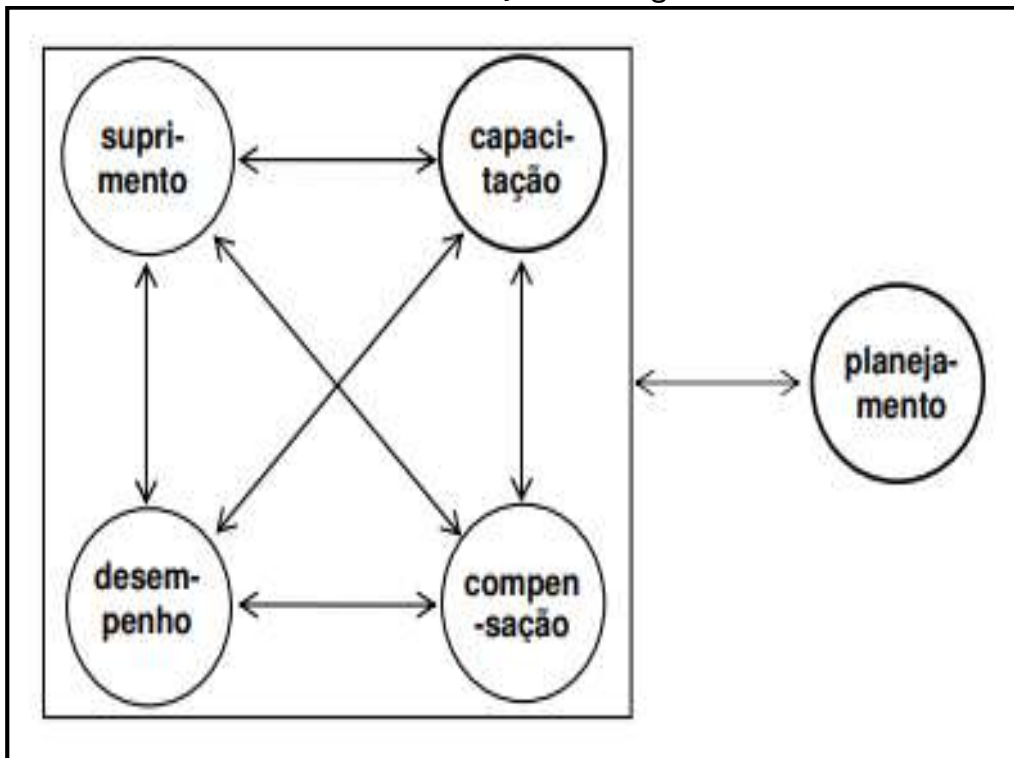 supri-
mento
capaci-
tação
planeja-
mento
desem-
penho
compen
-sação